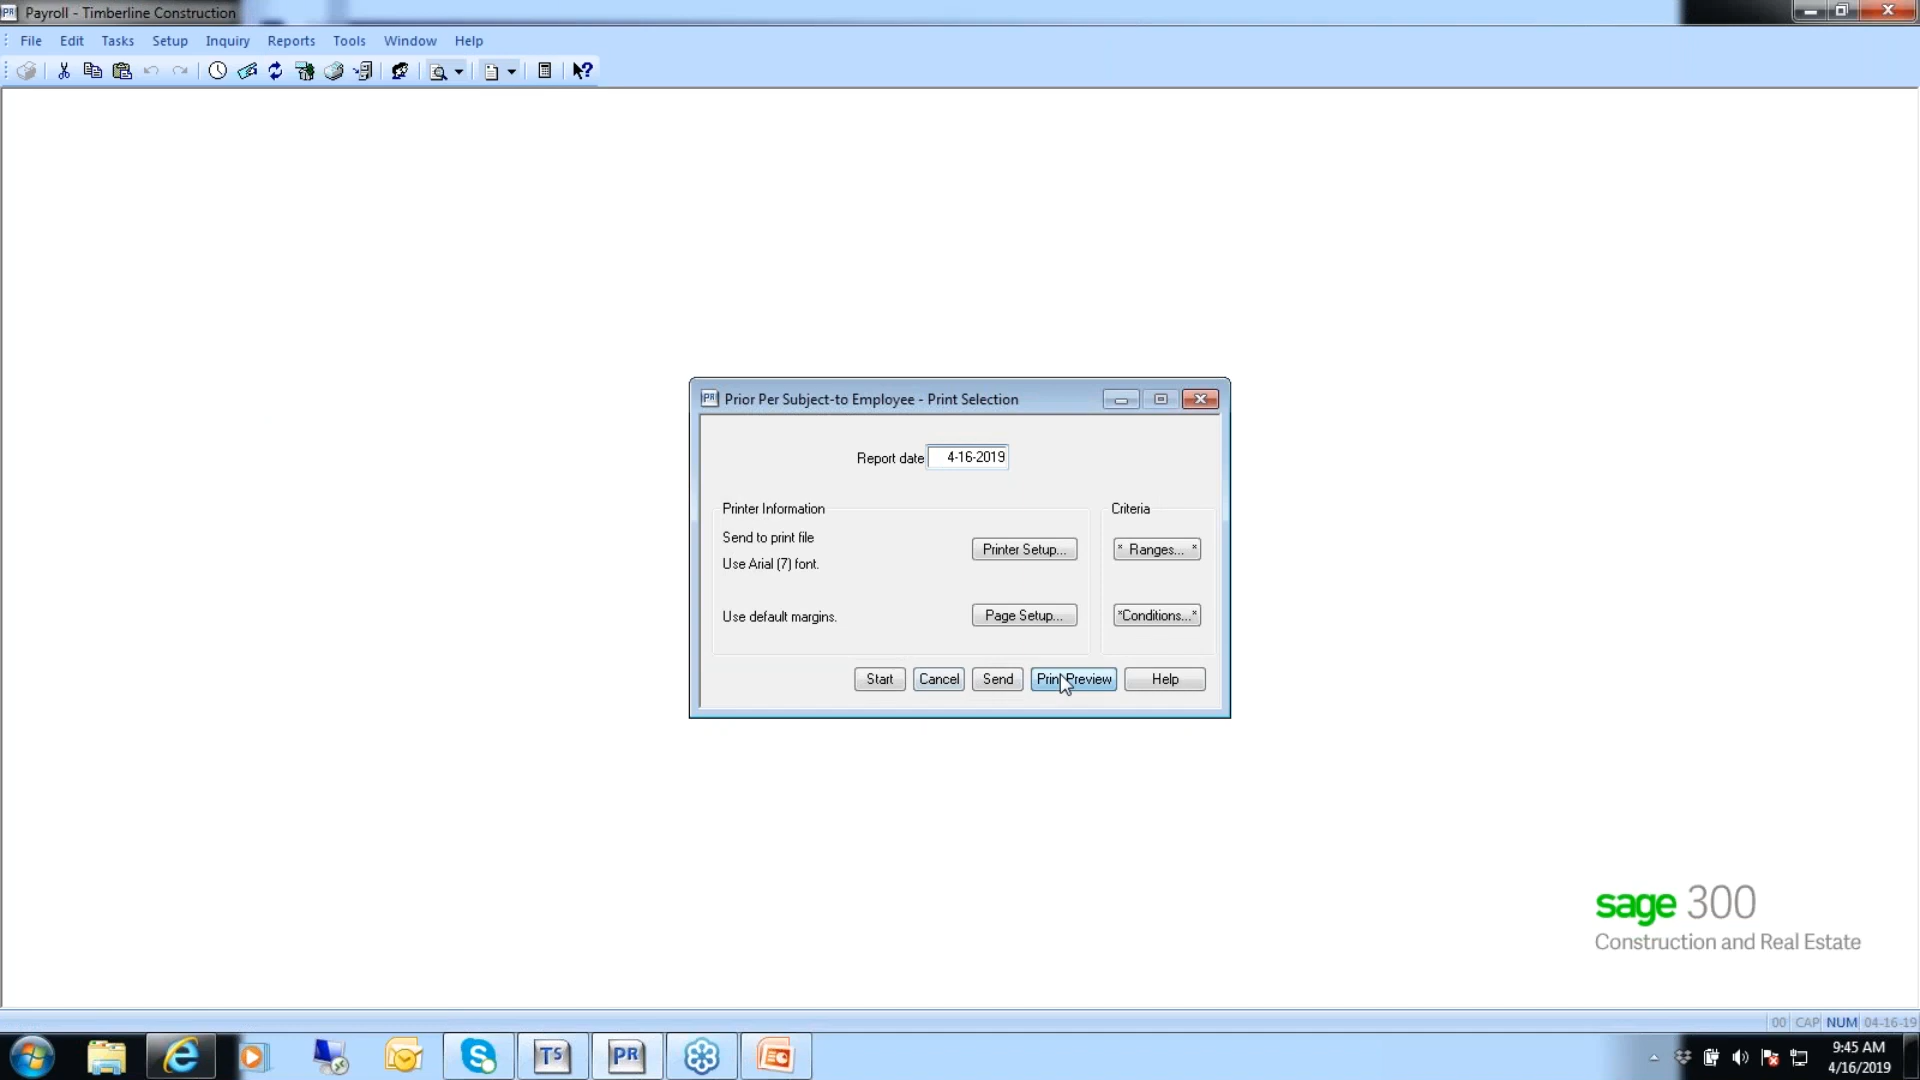 Payroll - Timberline Construction
File Edit Tasks Setup Inquiry Reports Tools Window Help
Prior Per Subject-to Employee - Print Selection
Report date 4-16-2019
Printer Information
Criteria
Send to print file
Printer Setup...
* Ranges... *
Use Arial (7) font.
Use default margins.
Page Setup...
*Conditions...*
Start Cancel Send Print Preview Help
sage 300
Construction and Real Estate
00 CAP NUM 04-16-19
TS PR
9:45 AM
4/16/2019